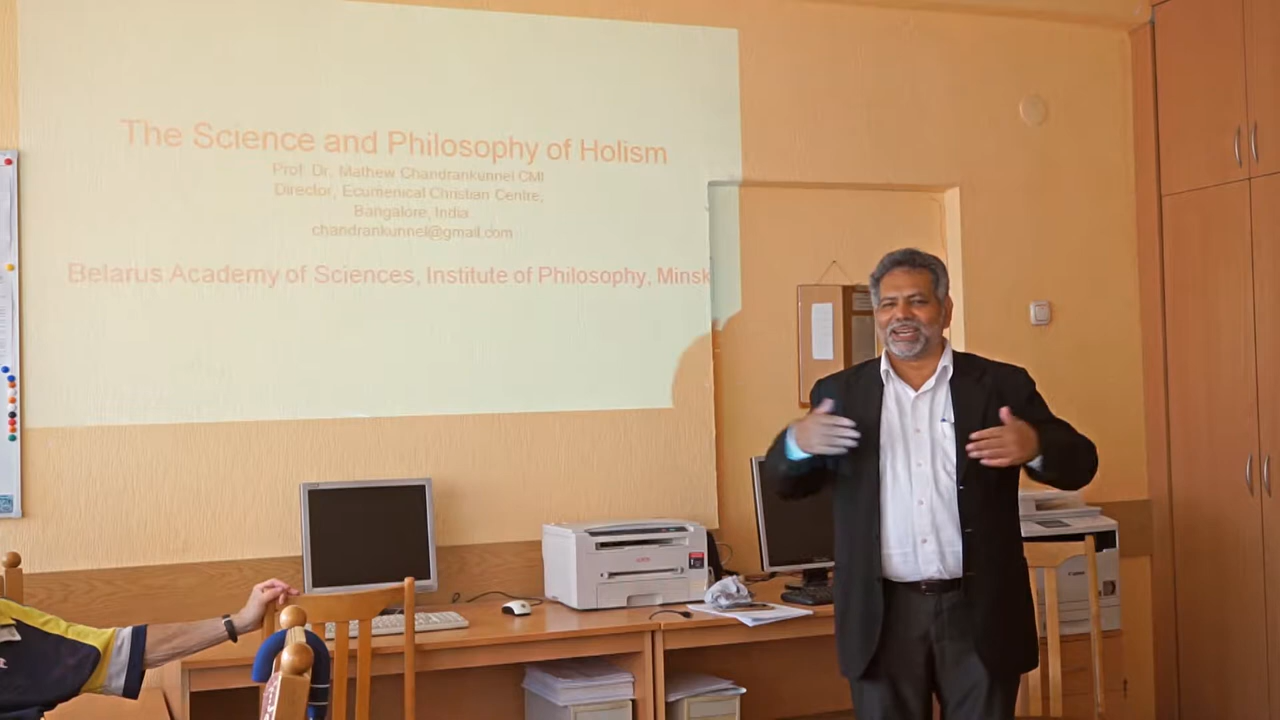 The Science and Philosophy of Holism
Prof. Dr. Mathew Chandrankunnel CMI
Director, Ecumenical Christian Centre,
Bangalore, India
chandrankunnel@gmail.com
Belarus Academy of Sciences, Institute of Philosophy, Minsk